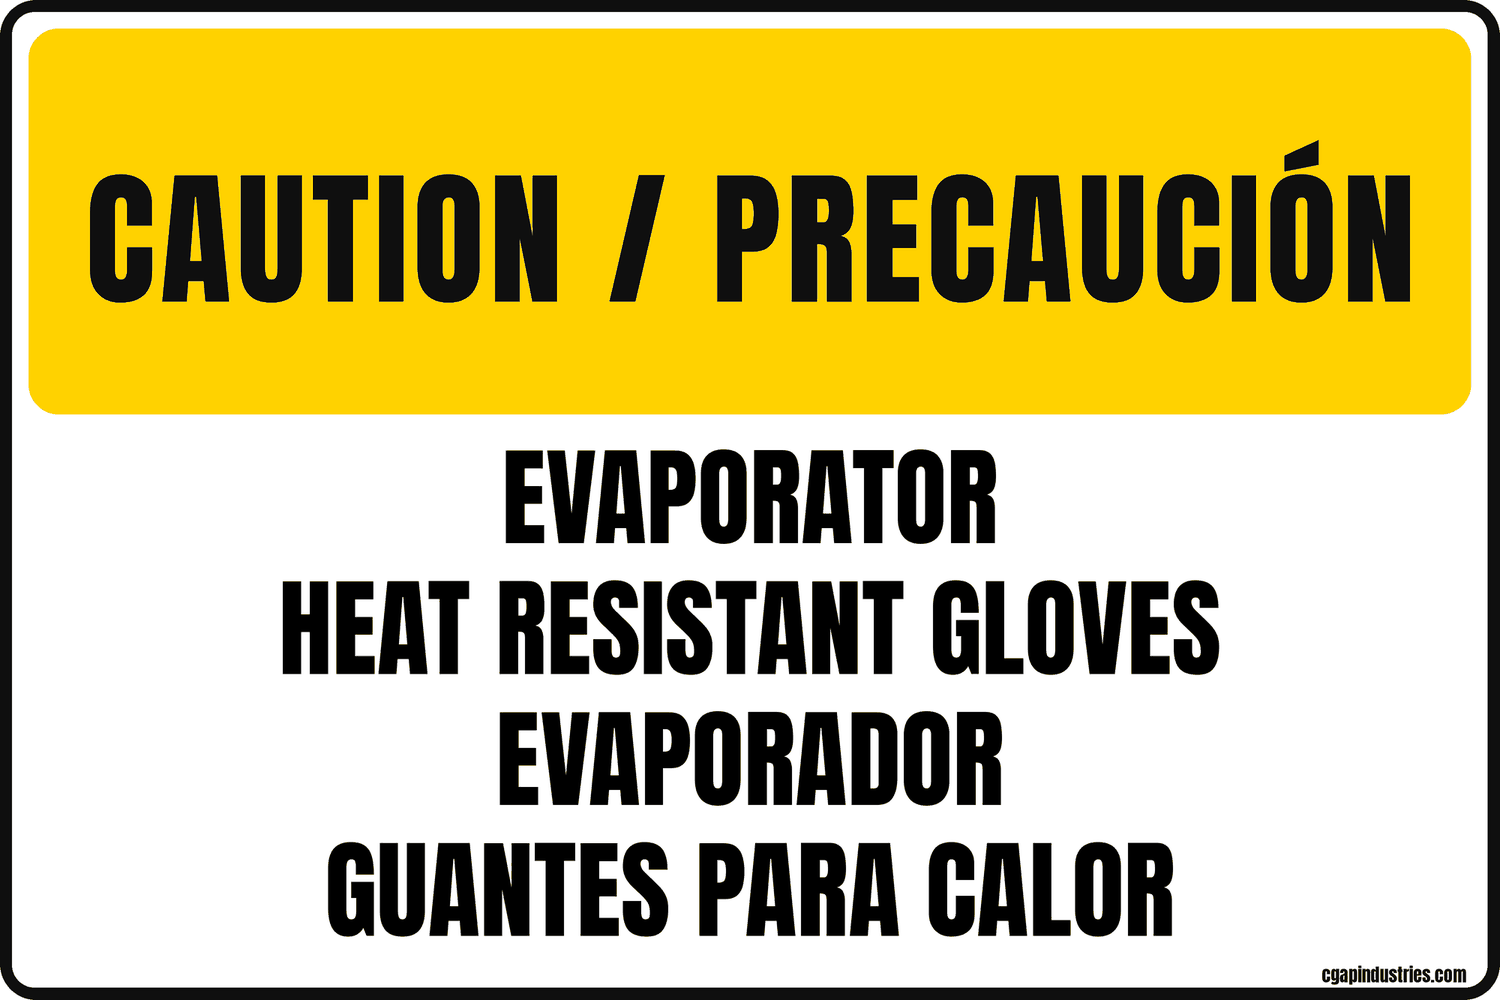 CAUTION / PRECAUCIÓN
EVAPORATOR
HEAT RESISTANT GLOVES
EVAPORADOR
GUANTES PARA CALOR
cgapindustries.com